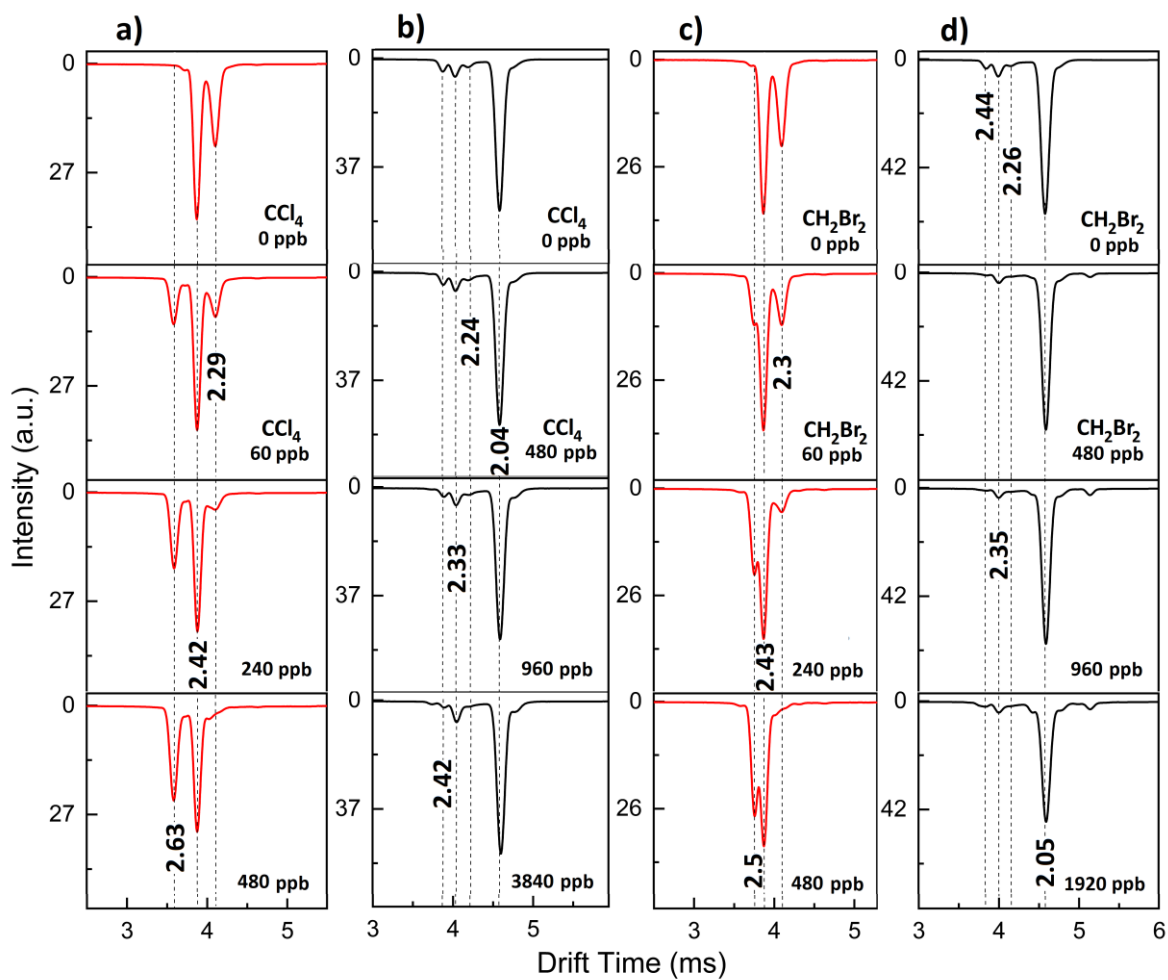 a)
b)
c)
d)
Intensity (a.u.)
0
27
CCl4
0 ppb
0
37
CCl4
0 ppb
0
26
CH2Br2
0 ppb
0
42
2.44
2.26
CH2Br2
0 ppb
0
27
2.29
CCl4
60 ppb
0
37
2.24
2.04
CCl4
480 ppb
0
26
2.3
CH2Br2
60 ppb
0
42
CH2Br2
480 ppb
0
27
2.42
240 ppb
0
37
2.33
960 ppb
0
26
2.43
240 ppb
0
42
2.35
960 ppb
0
27
2.63
480 ppb
0
37
2.42
3840 ppb
0
26
2.5
480 ppb
0
42
2.05
1920 ppb
3 4 5
3 4 5
3 4 5
3 4 5 6
Drift Time (ms)